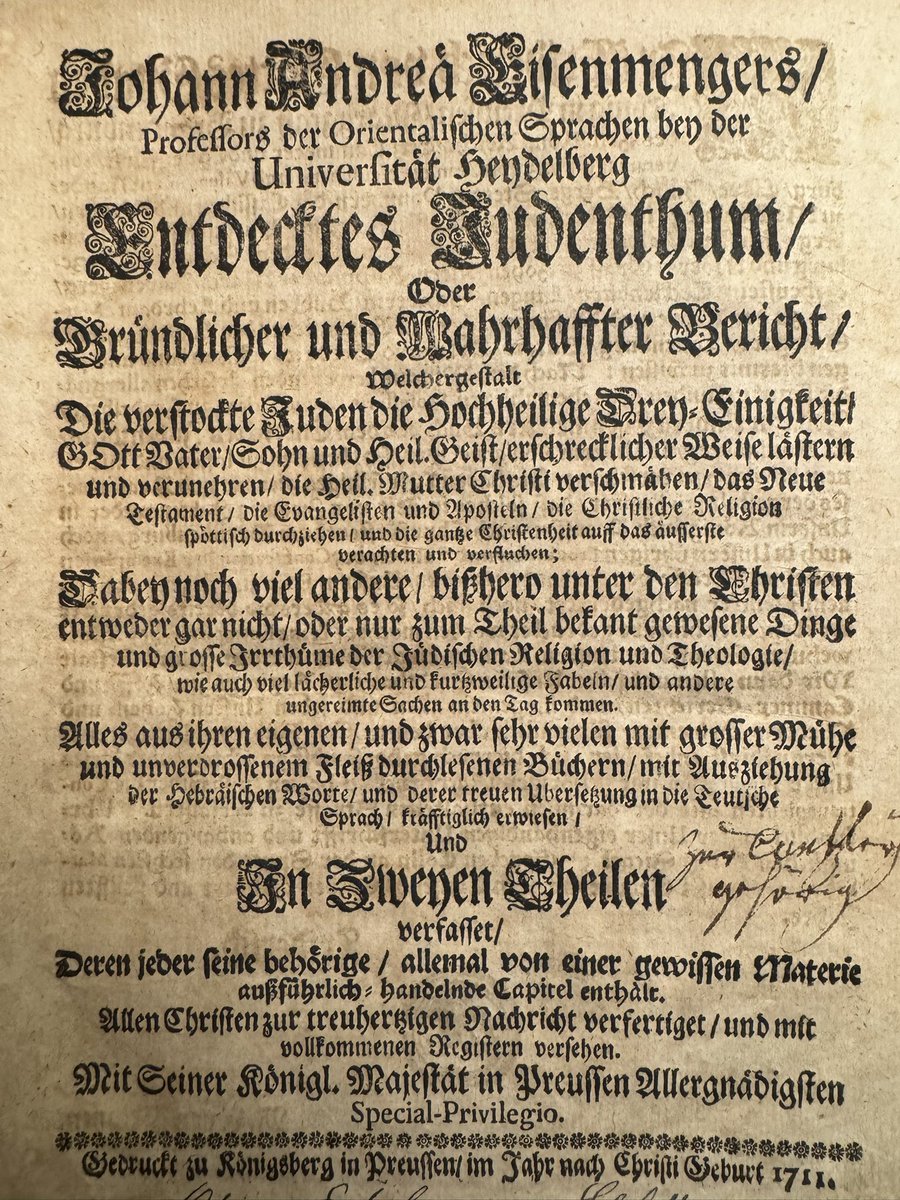 Johann Andreä Eisenmengers/
Professors der Orientalischen Sprachen bey der
Universität Heydelberg
Entdecktes Judenthum/
Oder
Gründlicher und Wahrhaffter Bericht/
Welchergestalt
Die verstockte Juden die Hochheilige Drey-Einigkeit/
GOtt Vater/Sohn und Heil. Geist/erschrecklicher Weise lästern
und verunehren/ die Heil. Mutter Christi verschmähen/ das Neue
Testament/ die Evangelisten und Aposteln/ die Christliche Religion
spöttisch durchziehen/ und die gantze Christenheit auff das äusserste
verachten und verfluchen;
Dabey noch viel andere/ bißhero unter den Christen
entweder gar nicht/ oder nur zum Theil bekant gewesene Dinge
und grosse Irrthüme der Jüdischen Religion und Theologie/
wie auch viel lächerliche und kurtzweilige Fabeln/ und andere
ungereimte Sachen an den Tag kommen.
Alles aus ihren eigenen/ und zwar sehr vielen mit grosser Mühe
und unverdrossenem Fleiß durchlesenen Büchern/ mit Ausziehung
der Hebräischen Worte/ und derer treuen Ubersetzung in die Teutsche
Sprach/ kräfftiglich erwiesen/
Und
In Zweyen Theilen
zur
gehörig
verfasset/
Deren jeder seine behörige/ allemal von einer gewissen Materie
außführlich-handelnde Capitel enthält.
Allen Christen zur treuhertzigen Nachricht verfertiget/ und mit
vollkommenen Registern versehen.
Mit Seiner Königl. Majestät in Preussen Allergnädigsten
Special-Privilegio.
Gedruckt zu Königsberg in Preussen/ im Jahr nach Christi Geburt 1711.